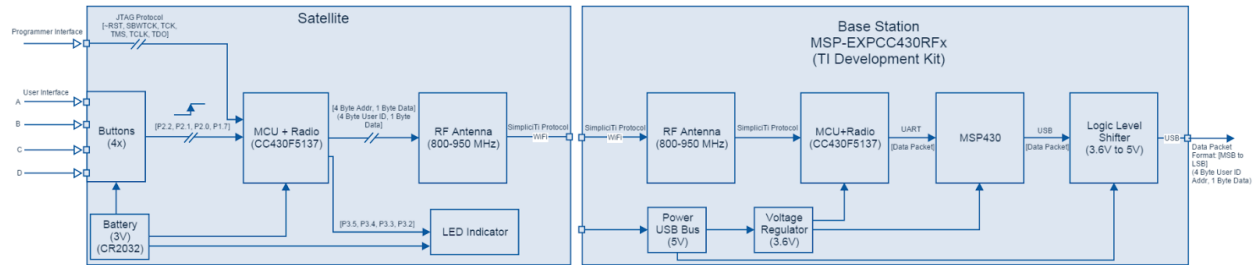 Satellite
Programmer Interface
JTAG Protocol
[~RST, SBWTCK, TCK,
TMS, TCLK, TDO]
User Interface
A
B
C
D
Buttons
(4x)
[P2.2, P2.1, P2.0, P1.7]
MCU + Radio
(CC430F5137)
[4 Byte Addr, 1 Byte Data]
(4 Byte User ID, 1 Byte
Data]
RF Antenna
(800-950 MHz)
SimpliciTi Protocol
WiFi
Battery
(3V)
(CR2032)
[P3.5, P3.4, P3.3, P3.2]
LED Indicator
Base Station
MSP-EXPCC430RFx
(TI Development Kit)
SimpliciTi Protocol
WiFi
RF Antenna
(800-950 MHz)
SimpliciTi Protocol
MCU+Radio
(CC430F5137)
UART
[Data Packet]
MSP430
USB
[Data Packet]
Logic Level
Shifter
(3.6V to 5V)
USB
Data Packet
Format: [MSB to
LSB]
(4 Byte User ID
Addr, 1 Byte Data)
Power
USB Bus
(5V)
Voltage
Regulator
(3.6V)